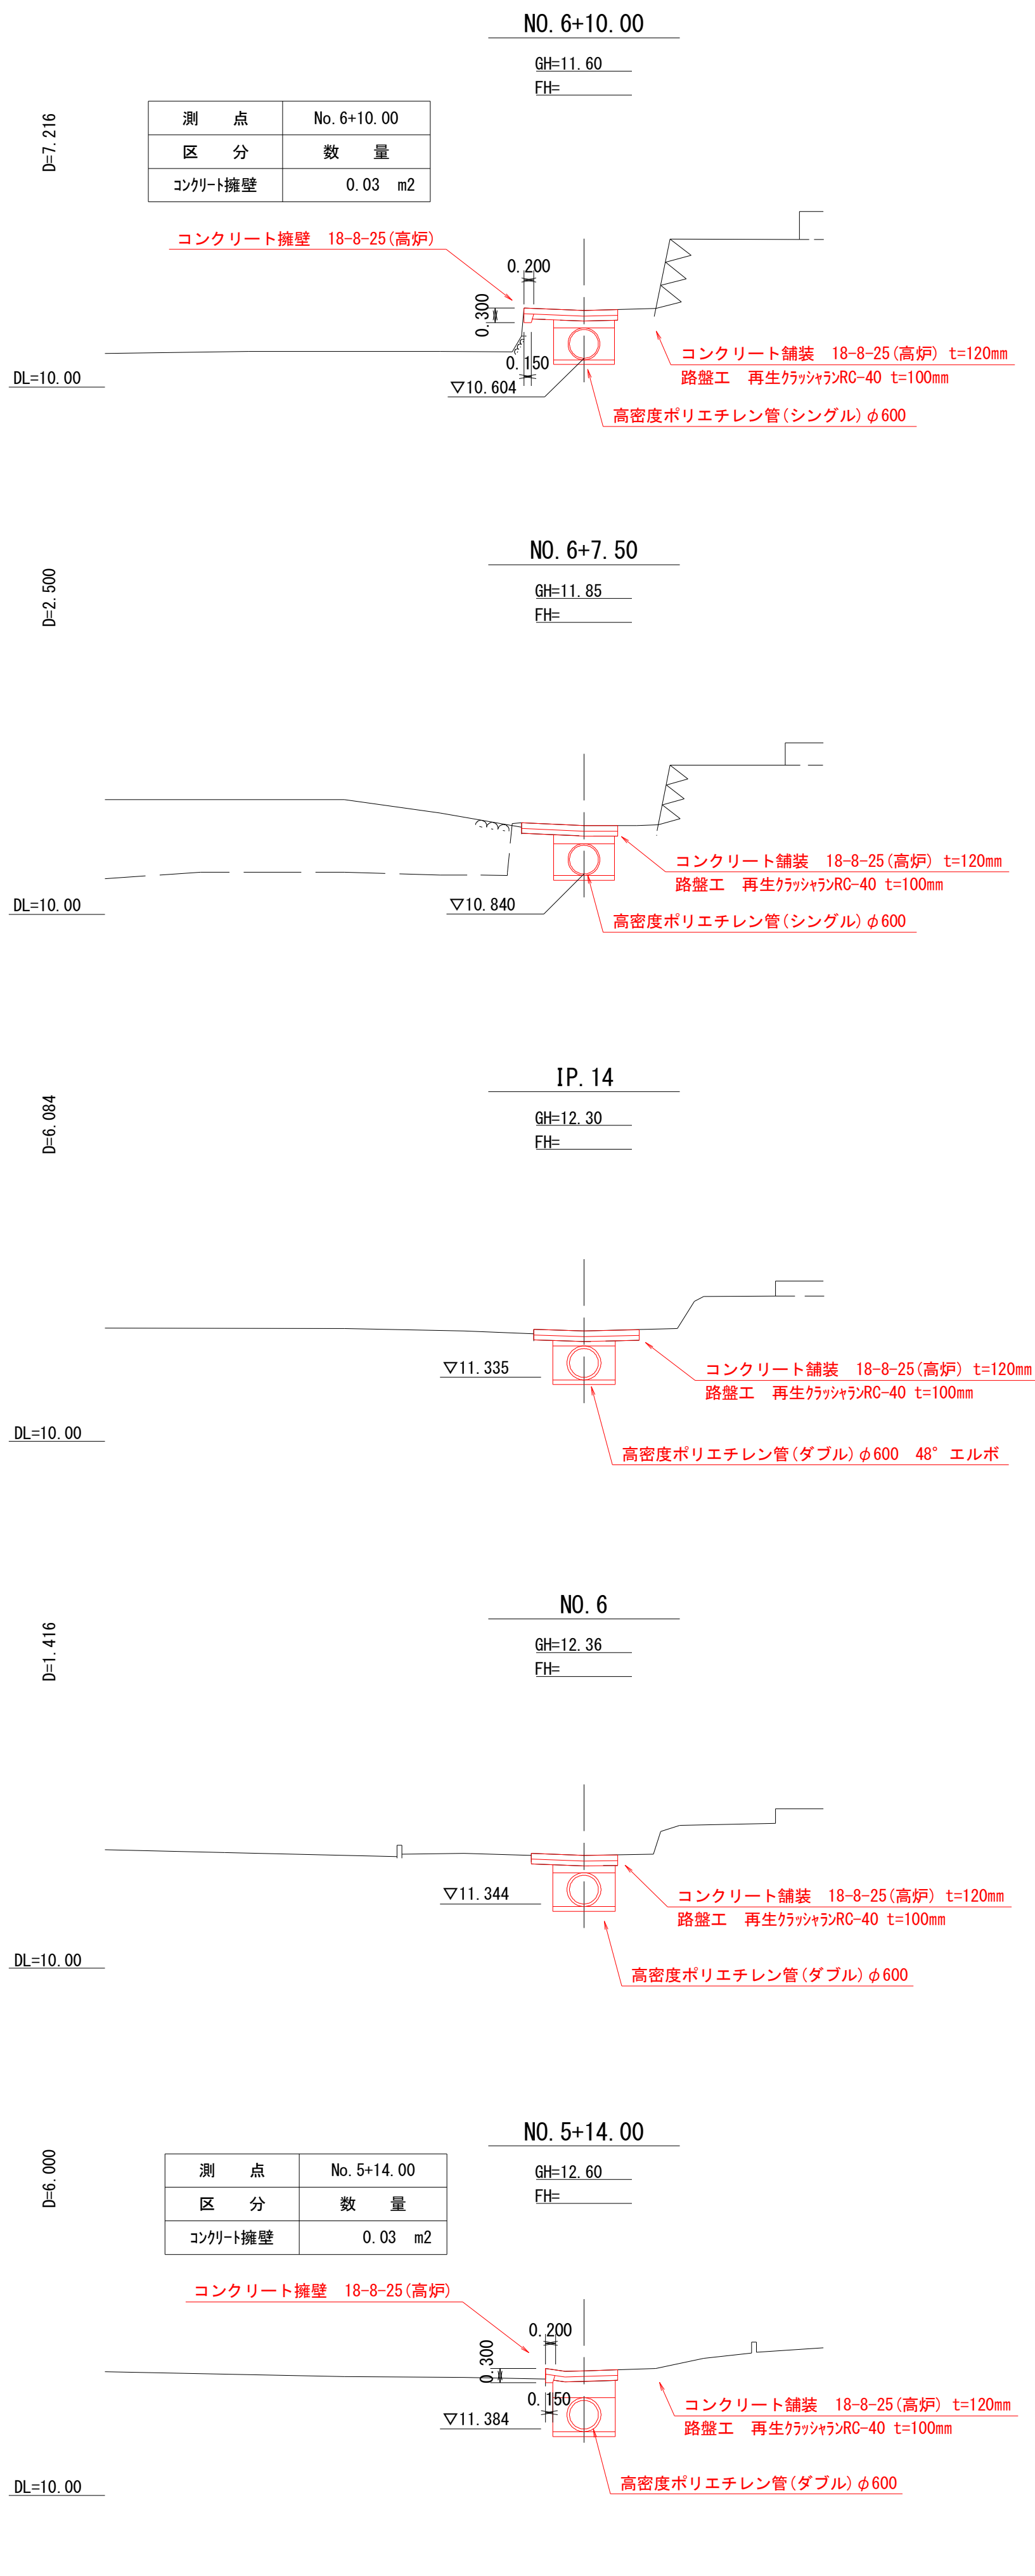 NO. 6+10.00
GH=11.60
FH=
D=7.216
測 点 No. 6+10.00
区 分 数 量
コンクリート擁壁 0.03 m2
コンクリート擁壁 18-8-25(高炉)
0.200
0.300
0.150
コンクリート舗装 18-8-25(高炉) t=120mm
路盤工 再生クラッシャランRC-40 t=100mm
DL=10.00
▽10.604
高密度ポリエチレン管(シングル)φ600
NO. 6+7.50
GH=11.85
FH=
D=2.500
コンクリート舗装 18-8-25(高炉) t=120mm
路盤工 再生クラッシャランRC-40 t=100mm
DL=10.00
▽10.840
高密度ポリエチレン管(シングル)φ600
IP. 14
GH=12.30
FH=
D=6.084
▽11.335
コンクリート舗装 18-8-25(高炉) t=120mm
路盤工 再生クラッシャランRC-40 t=100mm
DL=10.00
高密度ポリエチレン管(ダブル)φ600 48°エルボ
NO. 6
GH=12.36
FH=
D=1.416
▽11.344
コンクリート舗装 18-8-25(高炉) t=120mm
路盤工 再生クラッシャランRC-40 t=100mm
DL=10.00
高密度ポリエチレン管(ダブル)φ600
NO. 5+14.00
GH=12.60
FH=
D=6.000
測 点 No. 5+14.00
区 分 数 量
コンクリート擁壁 0.03 m2
コンクリート擁壁 18-8-25(高炉)
0.200
0.300
0.150
▽11.384
コンクリート舗装 18-8-25(高炉) t=120mm
路盤工 再生クラッシャランRC-40 t=100mm
DL=10.00
高密度ポリエチレン管(ダブル)φ600